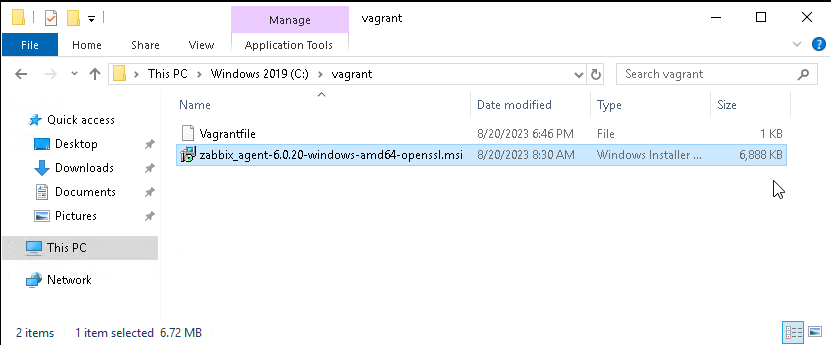 Manage vagrant
File Home Share View Application Tools
This PC Windows 2019 (C:) vagrant Search vagrant
Name Date modified Type Size
Quick access
Desktop
Downloads
Documents
Pictures
This PC
Network
Vagrantfile 8/20/2023 6:46 PM File 1 KB
zabbix_agent-6.0.20-windows-amd64-openssl.msi 8/20/2023 8:30 AM Windows Installer ... 6,888 KB
2 items 1 item selected 6.72 MB